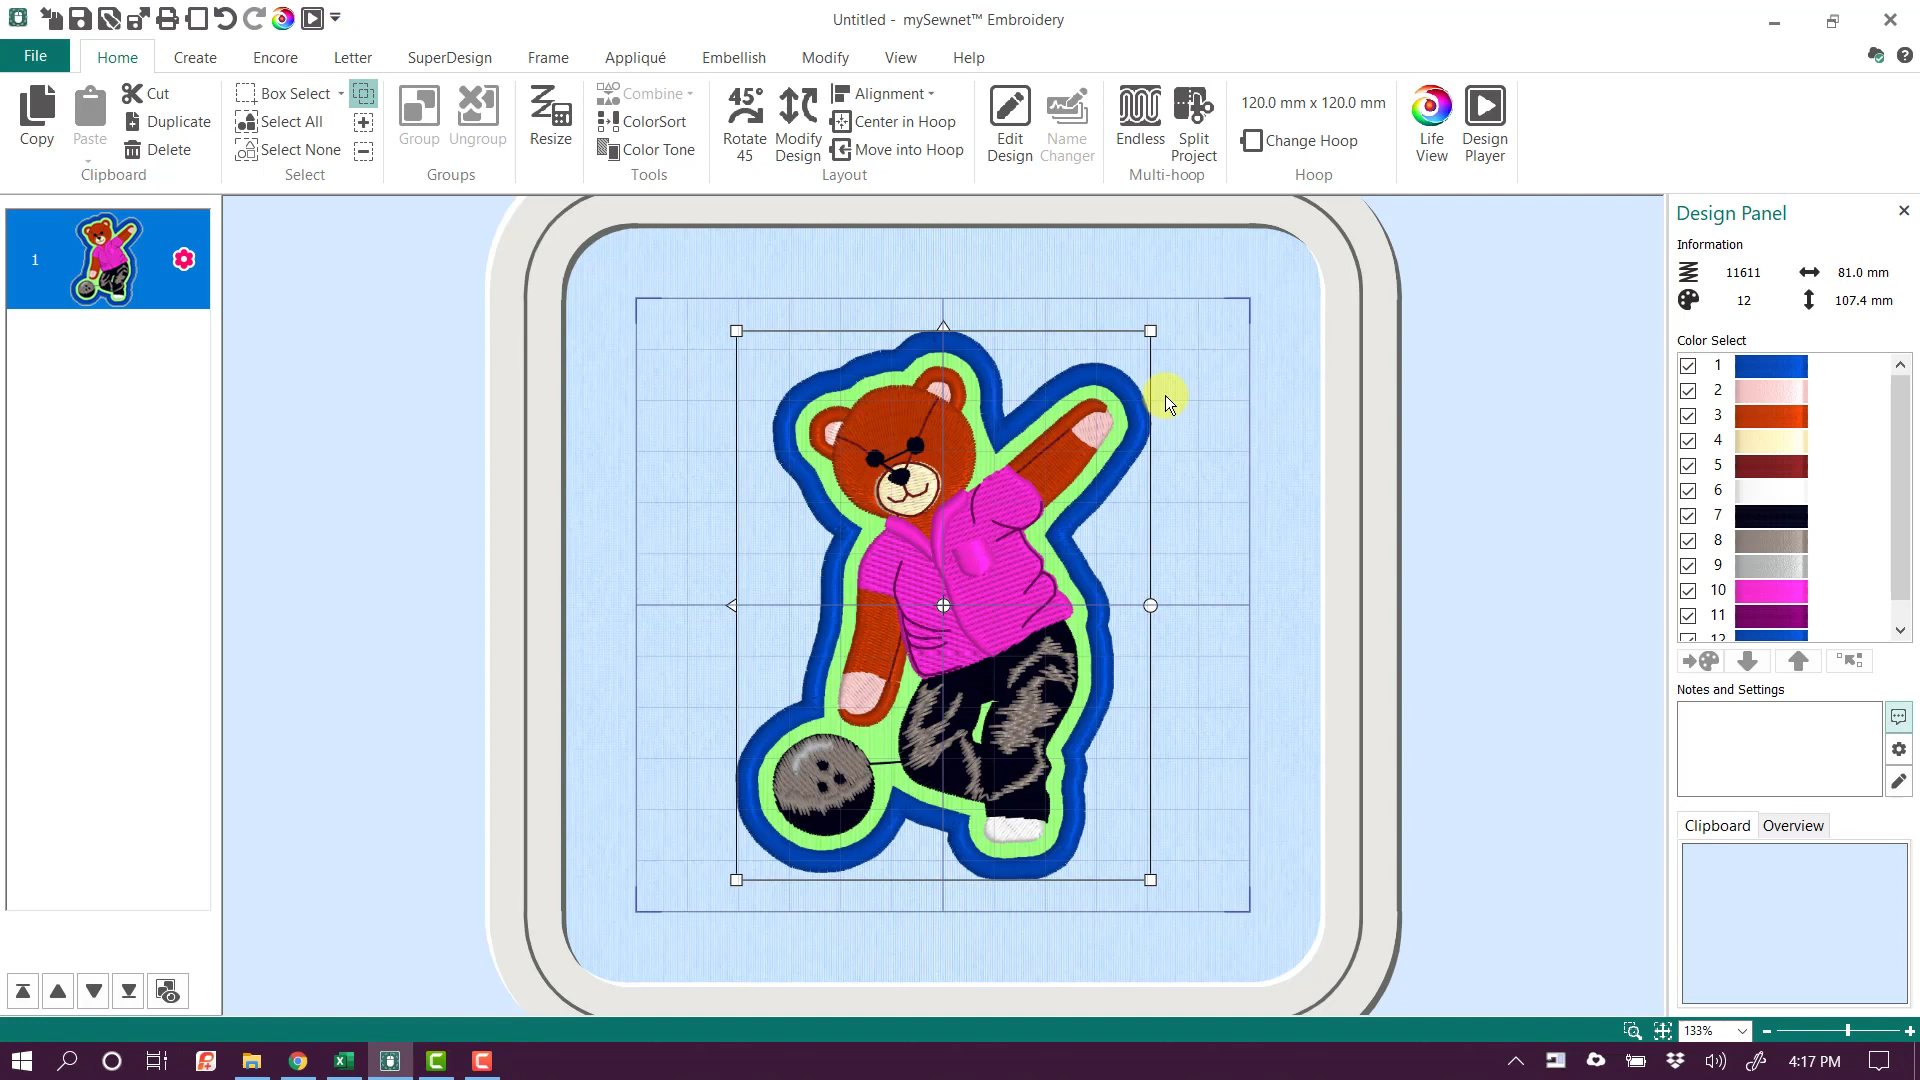 Untitled - mySewnet™ Embroidery
File
Home
Create
Encore
Letter
SuperDesign
Frame
Appliqué
Embellish
Modify
View
Help
Copy
Paste
Cut
Duplicate
Delete
Clipboard
Box Select
Select All
Select None
Select
Group
Ungroup
Groups
Resize
Combine
ColorSort
Color Tone
Tools
Rotate
45
Modify
Design
Alignment
Center in Hoop
Move into Hoop
Layout
Edit
Design
Name
Changer
Endless
Split
Project
Multi-hoop
120.0 mm x 120.0 mm
Change Hoop
Hoop
Life
View
Design
Player
1
Design Panel
Information
11611
81.0 mm
12
107.4 mm
Color Select
1
2
3
4
5
6
7
8
9
10
11
12
Notes and Settings
Clipboard
Overview
133%
4:17 PM